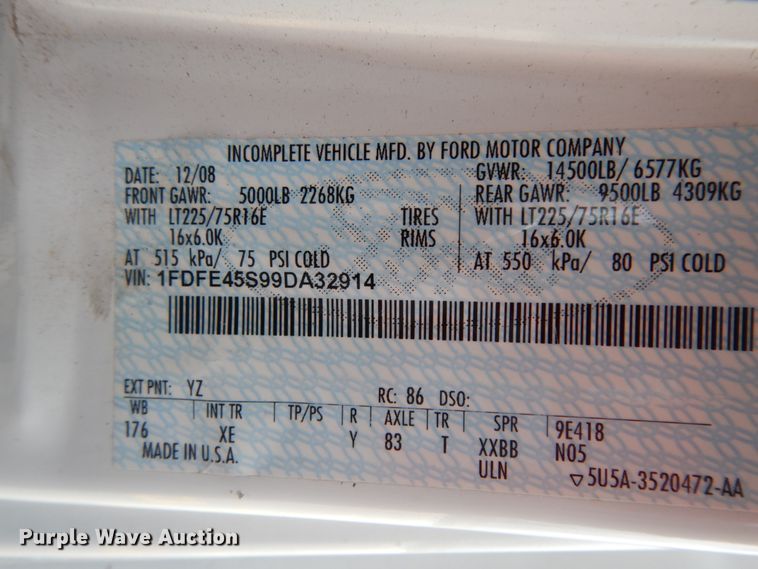 INCOMPLETE VEHICLE MFD. BY FORD MOTOR COMPANY
DATE: 12/08 GVWR: 14500LB/ 6577KG
FRONT GAWR: 5000LB 2268KG REAR GAWR: 9500LB 4309KG
WITH LT225/75R16E TIRES WITH LT225/75R16E
16x6.0K RIMS 16x6.0K
AT 515 kPa/ 75 PSI COLD AT 550 kPa/ 80 PSI COLD
VIN: 1FDFE45S99DA32914
EXT PNT: YZ RC: 86 DSO:
WB INT TR TP/PS R AXLE TR SPR 9E418
176 XE Y 83 T XXBB N05
MADE IN U.S.A. ULN ▽5U5A-3520472-AA
Purple Wave Auction